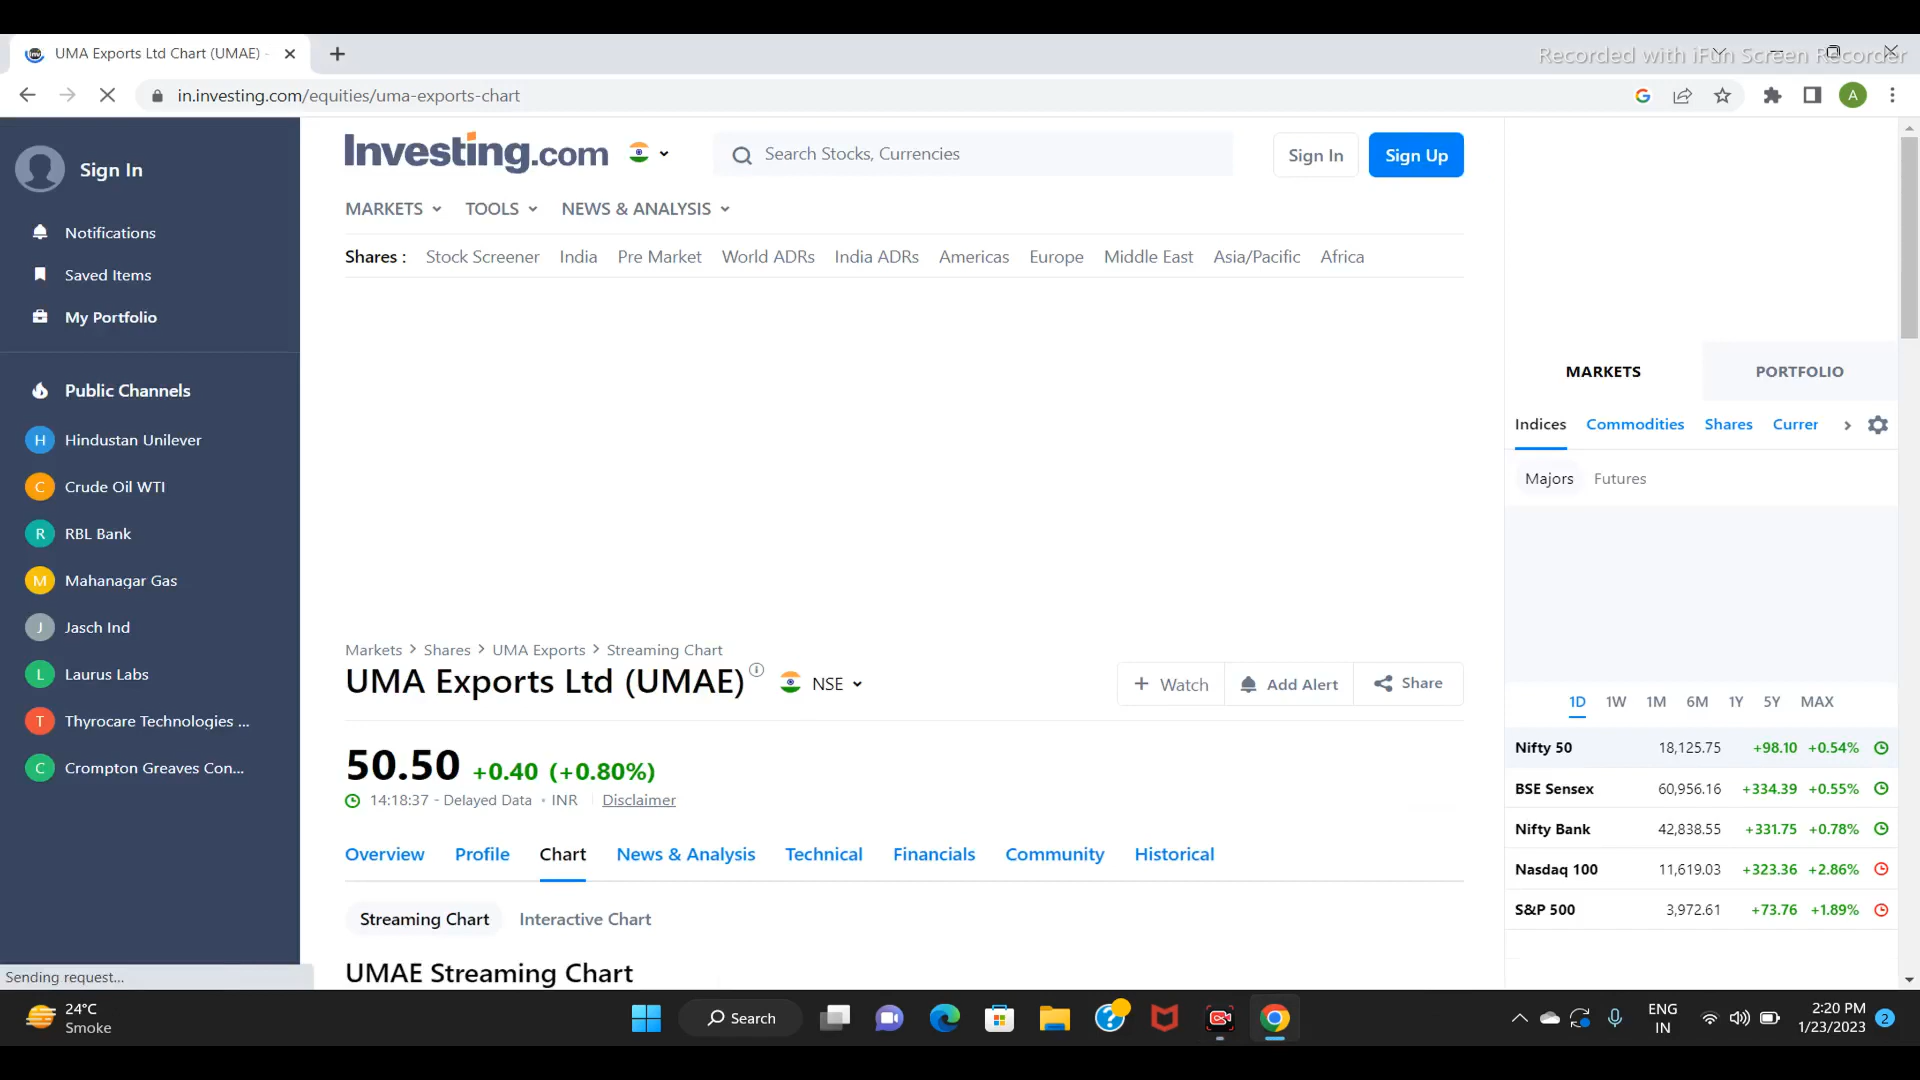 UMA Exports Ltd Chart (UMAE) -
Recorded with iFun Screen Recorder
in.investing.com/equities/uma-exports-chart
A
Sign In
Notifications
Saved Items
My Portfolio
Public Channels
H Hindustan Unilever
C Crude Oil WTI
R RBL Bank
M Mahanagar Gas
J Jasch Ind
L Laurus Labs
T Thyrocare Technologies ...
C Crompton Greaves Con...
Sending request...
Investing.com
Search Stocks, Currencies
Sign In
Sign Up
MARKETS TOOLS NEWS & ANALYSIS
Shares : Stock Screener India Pre Market World ADRs India ADRs Americas Europe Middle East Asia/Pacific Africa
Markets > Shares > UMA Exports > Streaming Chart
UMA Exports Ltd (UMAE) NSE
+ Watch Add Alert Share
50.50 +0.40 (+0.80%)
14:18:37 - Delayed Data • INR Disclaimer
Overview Profile Chart News & Analysis Technical Financials Community Historical
Streaming Chart Interactive Chart
UMAE Streaming Chart
MARKETS PORTFOLIO
Indices Commodities Shares Curren
Majors Futures
1D 1W 1M 6M 1Y 5Y MAX
Nifty 50 18,125.75 +98.10 +0.54%
BSE Sensex 60,956.16 +334.39 +0.55%
Nifty Bank 42,838.55 +331.75 +0.78%
Nasdaq 100 11,619.03 +323.36 +2.86%
S&P 500 3,972.61 +73.76 +1.89%
24°C
Smoke
Search
ENG
IN
2:20 PM
1/23/2023
2